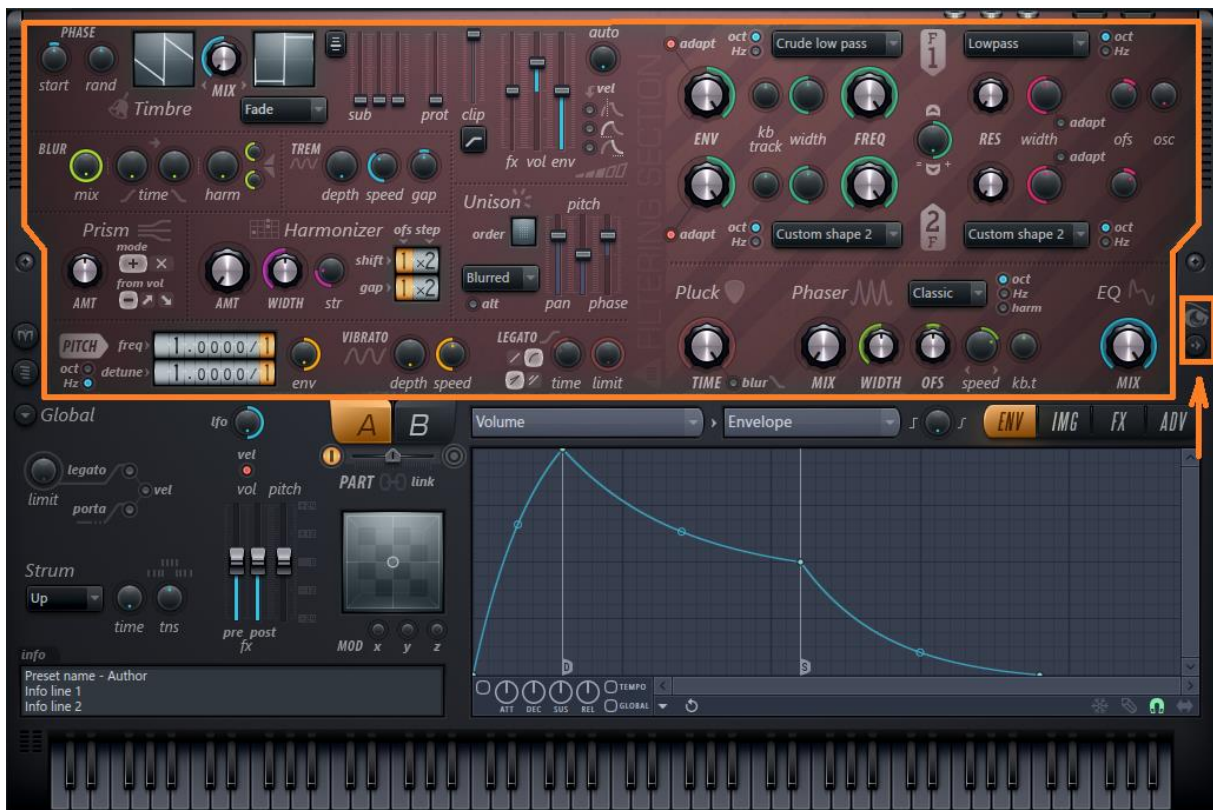 PHASE
start rand
Timbre
MIX
Fade
sub prot clip
fx vol env
auto
vel
adapt
oct
Hz
Crude low pass
F
1
Lowpass
oct
Hz
ENV
kb
track
width
FREQ
RES
width
adapt
adapt
ofs
osc
FILTERING SECTION
adapt
oct
Hz
Custom shape 2
2
F
Custom shape 2
oct
Hz
BLUR
mix time harm
TREM
depth speed gap
Unison
order
pitch
Blurred
alt
pan phase
Prism
mode
from vol
AMT
Harmonizer
ofs step
shift
1 x2
gap
1 x2
AMT WIDTH str
Pluck
TIME blur
Phaser
Classic
oct
Hz
harm
MIX WIDTH OFS speed kb.t
EQ
MIX
PITCH
oct
Hz
freq
1.0000/1
detune
1.0000/1
env
VIBRATO
depth speed
LEGATO
time limit
Global
lfo
A B
Volume
Envelope
ENV IMG FX ADV
limit
legato
vel
porta
vel
vol pitch
PART link
Strum
Up
time tns
pre post
fx
MOD x y z
D
S
info
Preset name - Author
Info line 1
Info line 2
ATT DEC SUS REL
TEMPO
GLOBAL